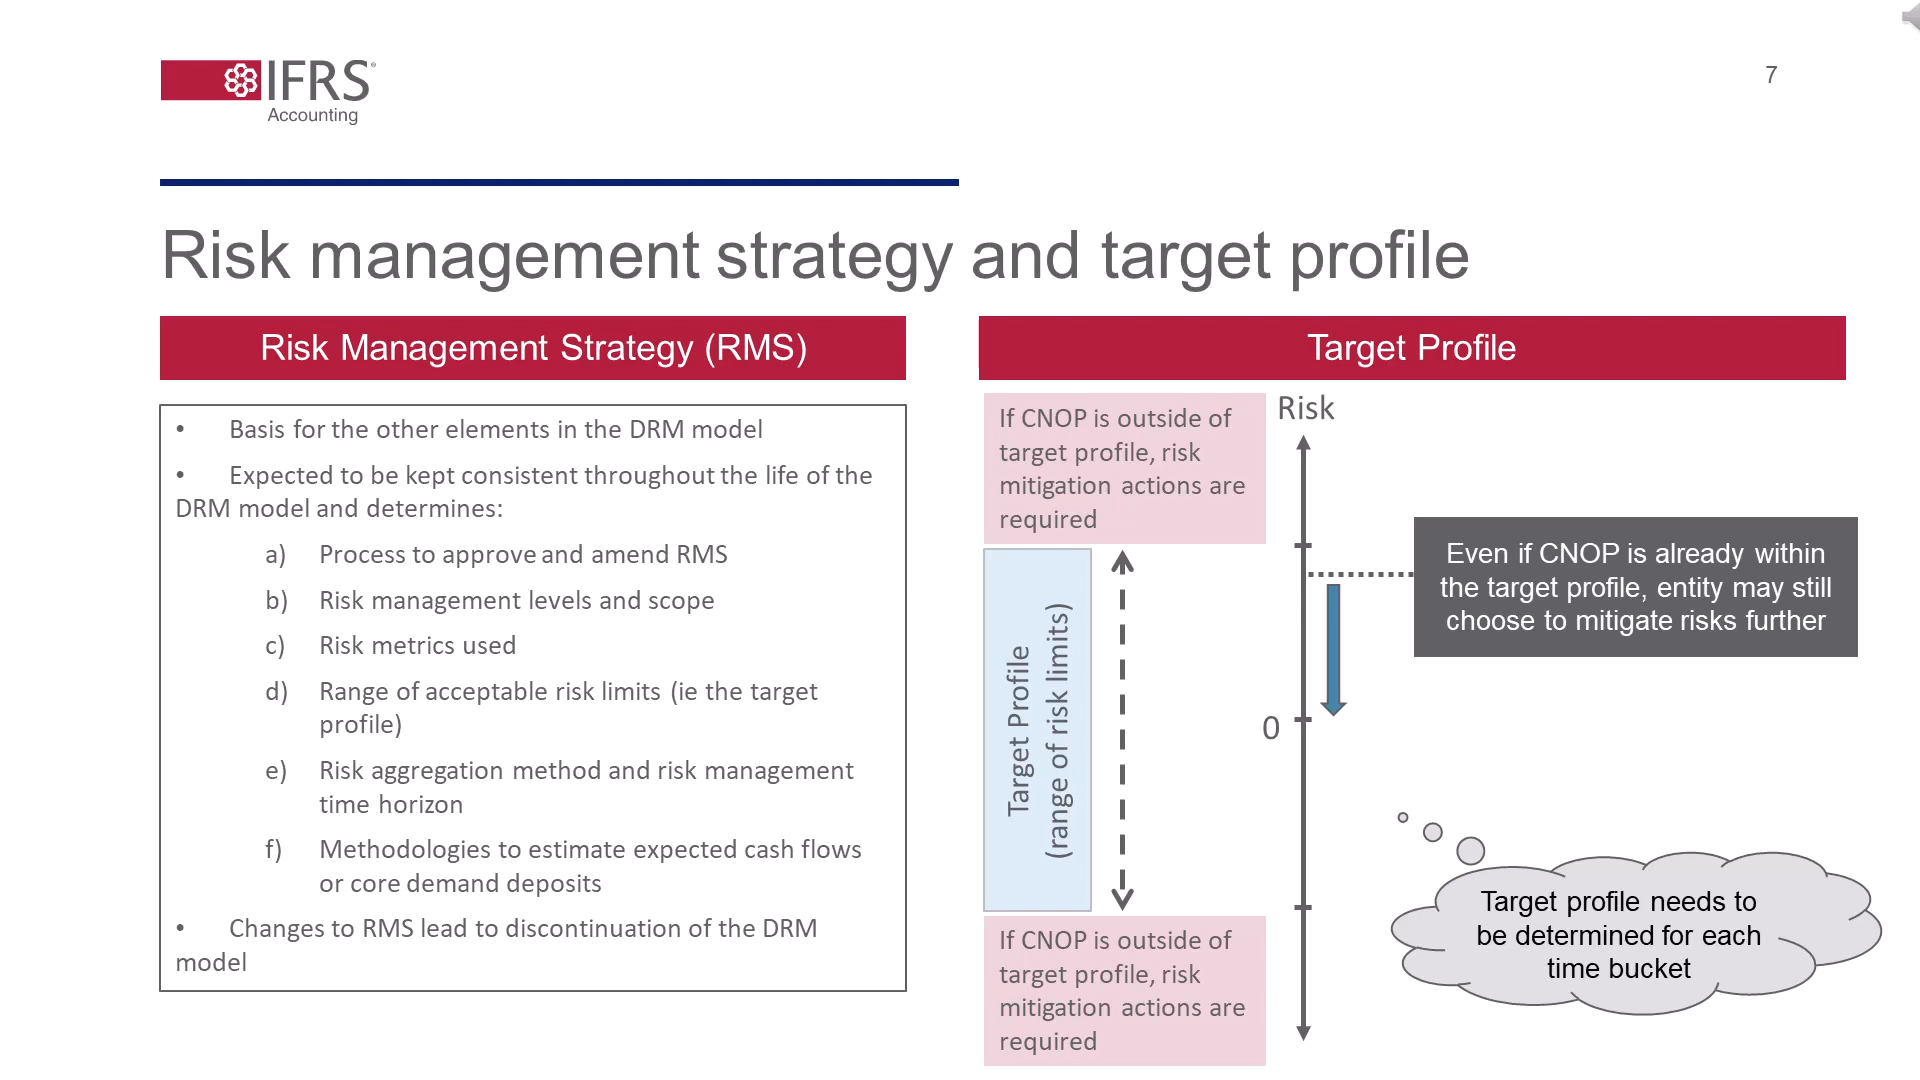 IFRS®
Accounting
7
Risk management strategy and target profile
Risk Management Strategy (RMS)
• Basis for the other elements in the DRM model
• Expected to be kept consistent throughout the life of the
DRM model and determines:
a) Process to approve and amend RMS
b) Risk management levels and scope
c) Risk metrics used
d) Range of acceptable risk limits (ie the target
profile)
e) Risk aggregation method and risk management
time horizon
f) Methodologies to estimate expected cash flows
or core demand deposits
• Changes to RMS lead to discontinuation of the DRM
model
Target Profile
If CNOP is outside of
target profile, risk
mitigation actions are
required
Risk
Target Profile
(range of risk limits)
0
Even if CNOP is already within
the target profile, entity may still
choose to mitigate risks further
If CNOP is outside of
target profile, risk
mitigation actions are
required
Target profile needs to
be determined for each
time bucket